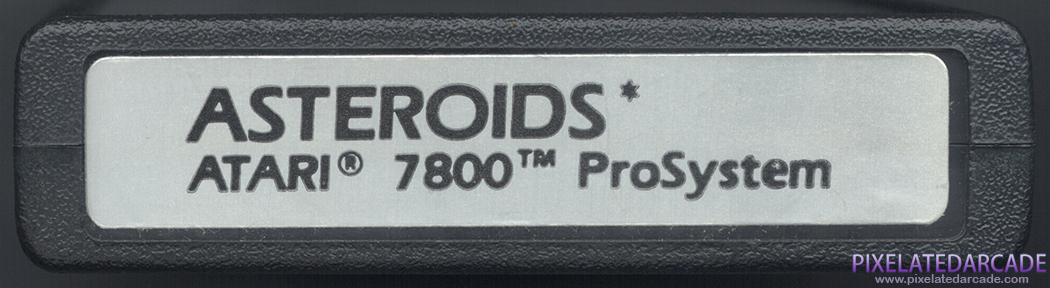 ASTEROIDS*
ATARI® 7800™ ProSystem
PIXELATEDARCADE
www.pixelatedarcade.com